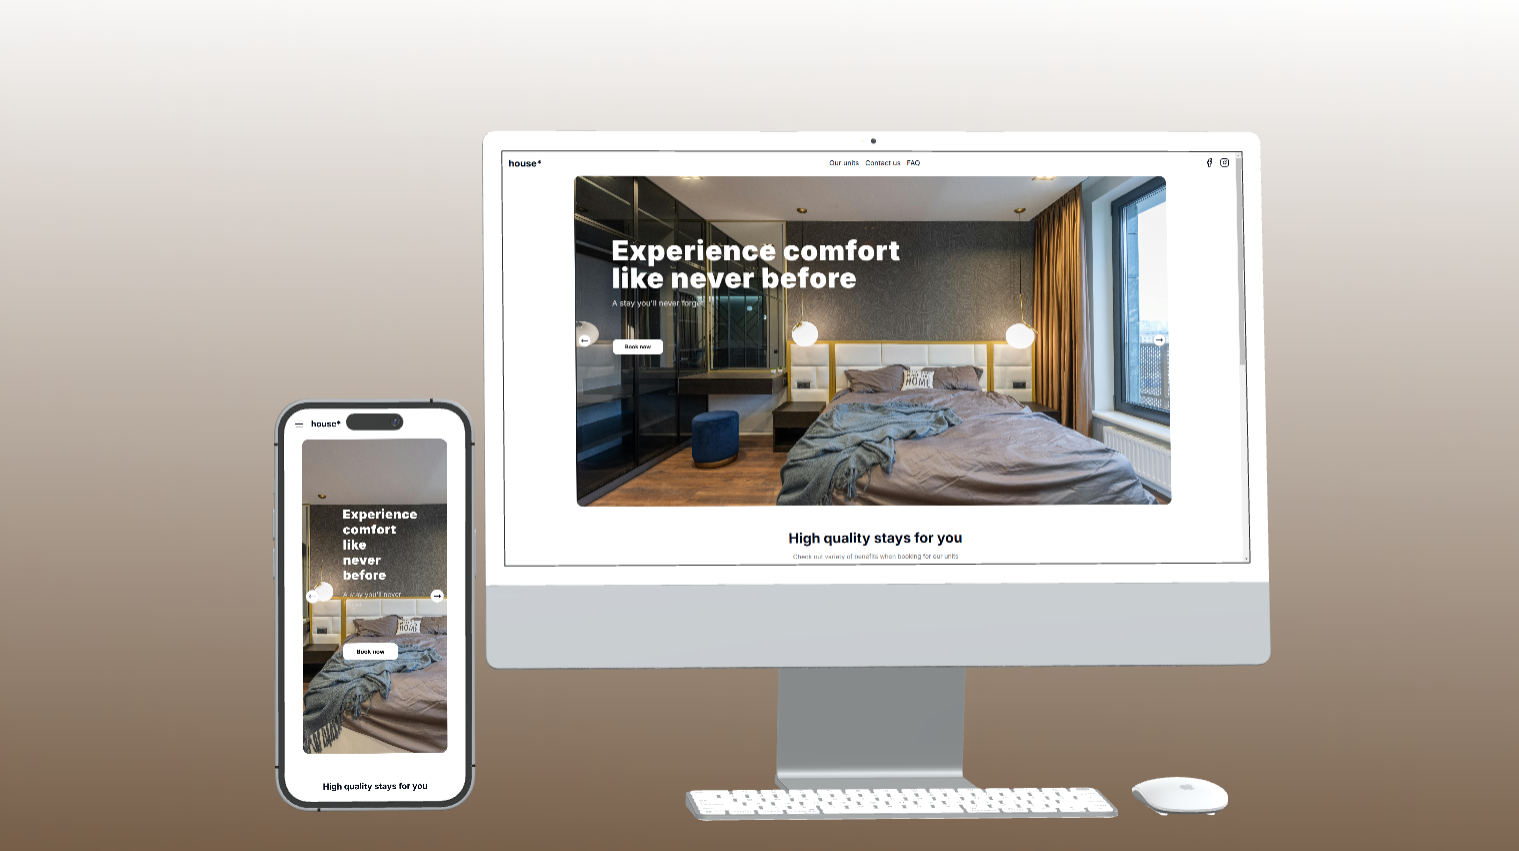 house*
Our units Contact us FAQ
Experience comfort
like never before
A stay you'll never forget
Book now
HOME
High quality stays for you
Check our variety of benefits when booking for our units
house*
Experience
comfort
like
never
before
A stay you'll never
HOME
Book now
High quality stays for you